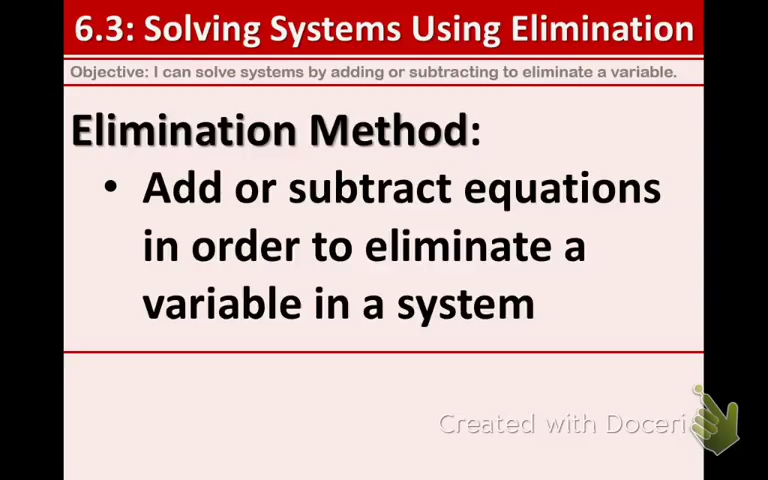 6.3: Solving Systems Using Elimination
Objective: I can solve systems by adding or subtracting to eliminate a variable.
Elimination Method:
• Add or subtract equations
in order to eliminate a
variable in a system
Created with Doceri